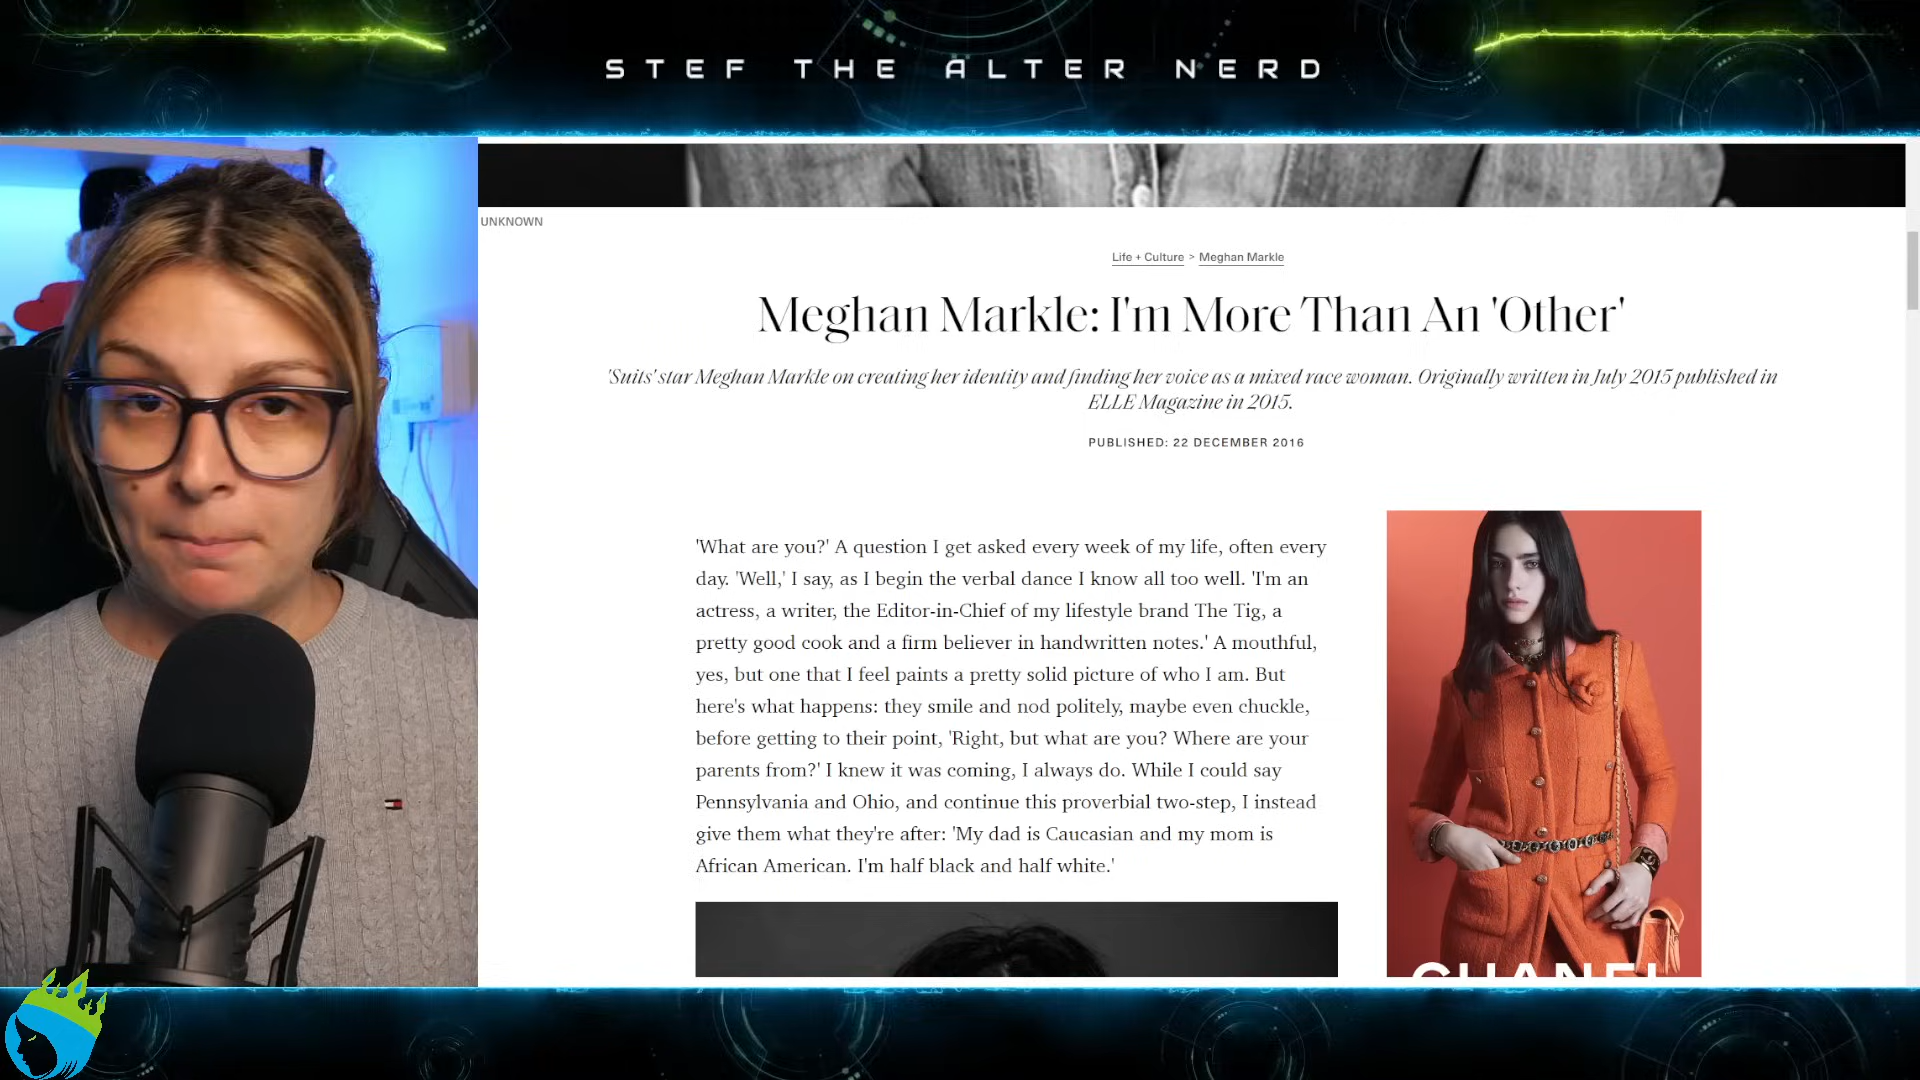 STEF THE ALTER NERD
UNKNOWN
Life + Culture > Meghan Markle
Meghan Markle: I'm More Than An 'Other'
'Suits' star Meghan Markle on creating her identity and finding her voice as a mixed race woman. Originally written in July 2015 published in
ELLE Magazine in 2015.
PUBLISHED: 22 DECEMBER 2016
'What are you?' A question I get asked every week of my life, often every
day. 'Well,' I say, as I begin the verbal dance I know all too well. 'I'm an
actress, a writer, the Editor-in-Chief of my lifestyle brand The Tig, a
pretty good cook and a firm believer in handwritten notes.' A mouthful,
yes, but one that I feel paints a pretty solid picture of who I am. But
here's what happens: they smile and nod politely, maybe even chuckle,
before getting to their point, 'Right, but what are you? Where are your
parents from?' I knew it was coming, I always do. While I could say
Pennsylvania and Ohio, and continue this proverbial two-step, I instead
give them what they're after: 'My dad is Caucasian and my mom is
African American. I'm half black and half white.'
CHANEL